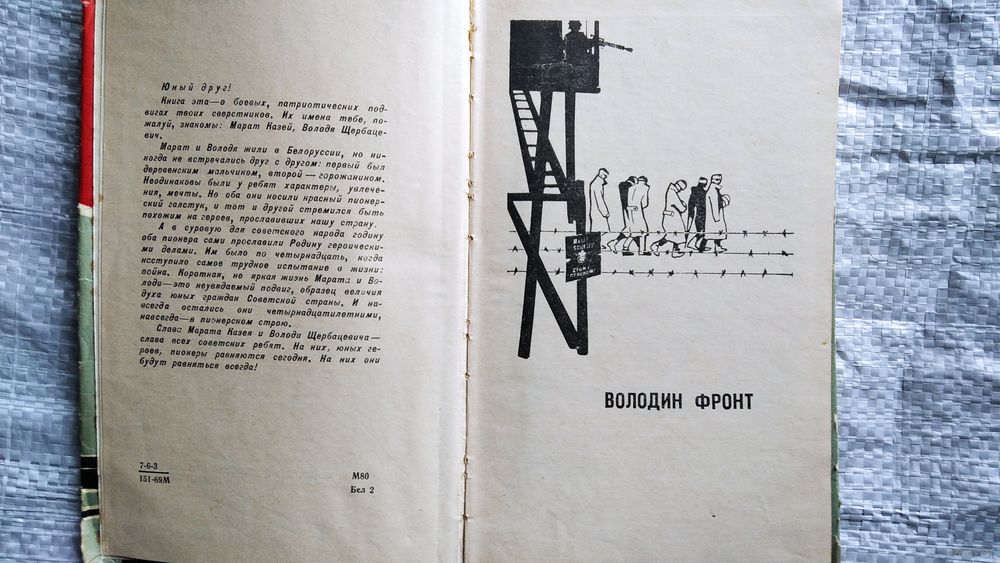 Юный друг!
Книга эта—о боевых, патриотических под-
вигах твоих сверстников. Их имена тебе, по-
жалуй, знакомы: Марат Казей, Володя Щербаце-
вич.
Марат и Володя жили в Белоруссии, но ни-
когда не встречались друг с другом: первый был
деревенским мальчиком, второй — горожанином.
Неодинаковы были у ребят характеры, увлече-
ния, мечты. Но оба они носили красный пионер-
ский галстук, и тот и другой стремился быть
похожим на героев, прославивших нашу страну.
А в суровую для советского народа годину
оба пионера сами прославили Родину героически-
ми делами. Им было по четырнадцать, когда
наступило самое трудное испытание в жизни:
война. Короткая, но яркая жизнь Марата и Во-
лоди—это неувядаемый подвиг, образец величия
духа юных граждан Советской страны. И на-
всегда остались они четырнадцатилетними,
навсегда—в пионерском строю.
Слава Марата Казея и Володи Щербацевича—
слава всех советских ребят. На них, юных ге-
роев, пионеры равняются сегодня. На них они
будут равняться всегда!
7-6-3
151-69М
М80
Бел 2
HALT
СТОЙ!
ВОЛОДИН ФРОНТ